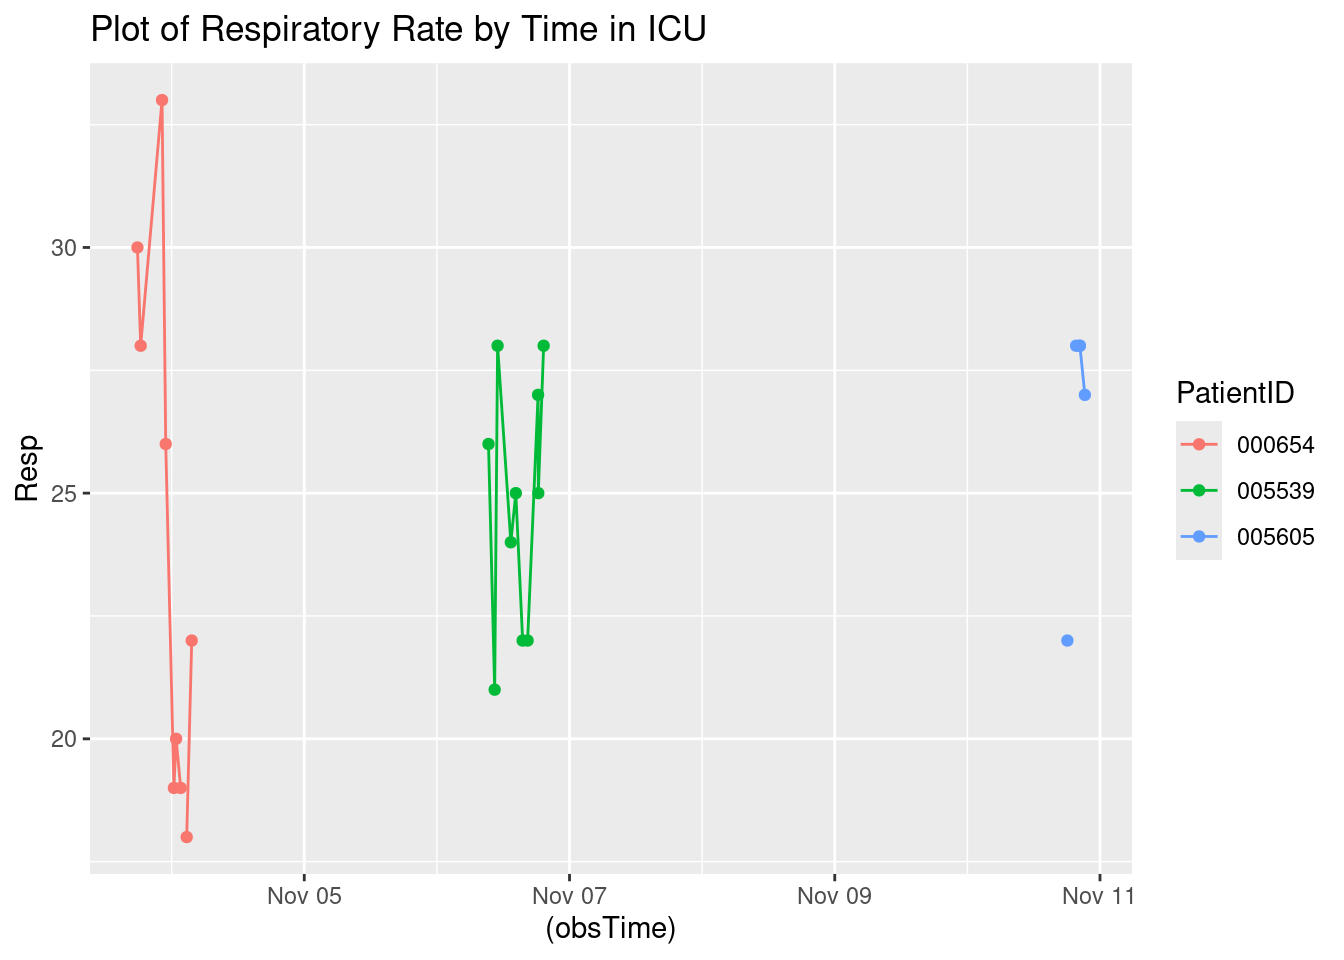 Plot of Respiratory Rate by Time in ICU
30
25
20
Resp
Nov 05
Nov 07
Nov 09
Nov 11
(obsTime)
PatientID
000654
005539
005605